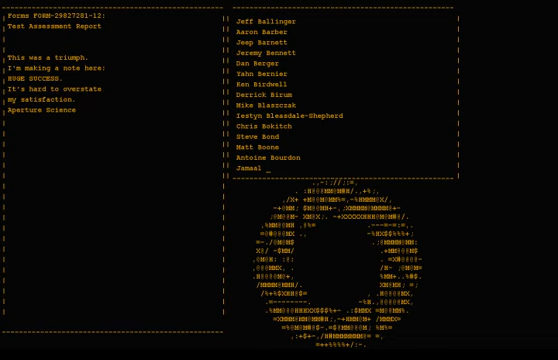 Forms FORM-29827281-12:
Test Assessment Report
This was a triumph.
I'm making a note here:
HUGE SUCCESS.
It's hard to overstate
my satisfaction.
Aperture Science
Jeff Ballinger
Aaron Barber
Jeep Barnett
Jeremy Bennett
Dan Berger
Yahn Bernier
Ken Birdwell
Derrick Birum
Mike Blaszczak
Iestyn Bleasdale-Shepherd
Chris Bokitch
Steve Bond
Matt Boone
Antoine Bourdon
Jamaal _